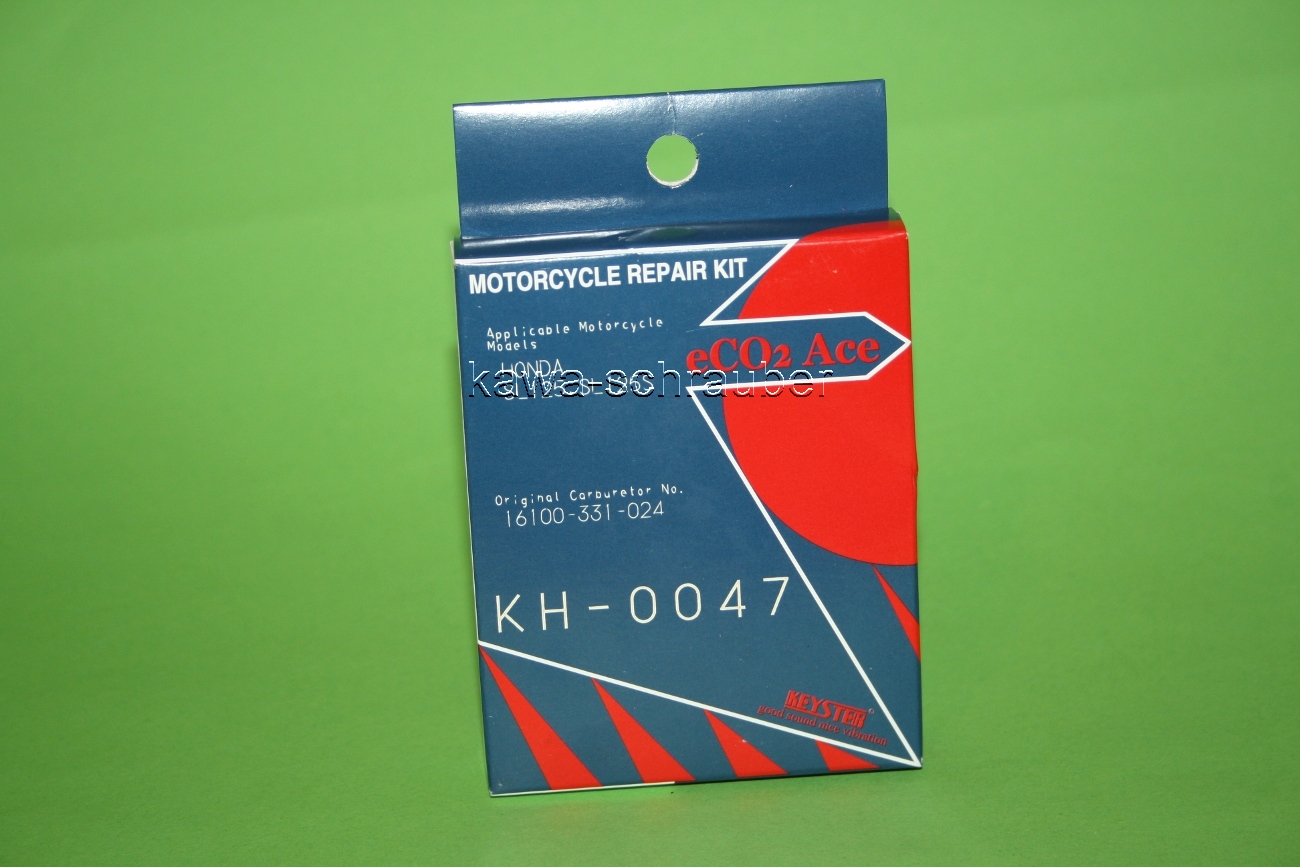 MOTORCYCLE REPAIR KIT
Applicable Motorcycle
Models
HONDA
eCO2 Ace
kawa-schrauber
Original Carburetor No.
16100-331-024
KH-0047
KEYSTER
good sound nice vibration